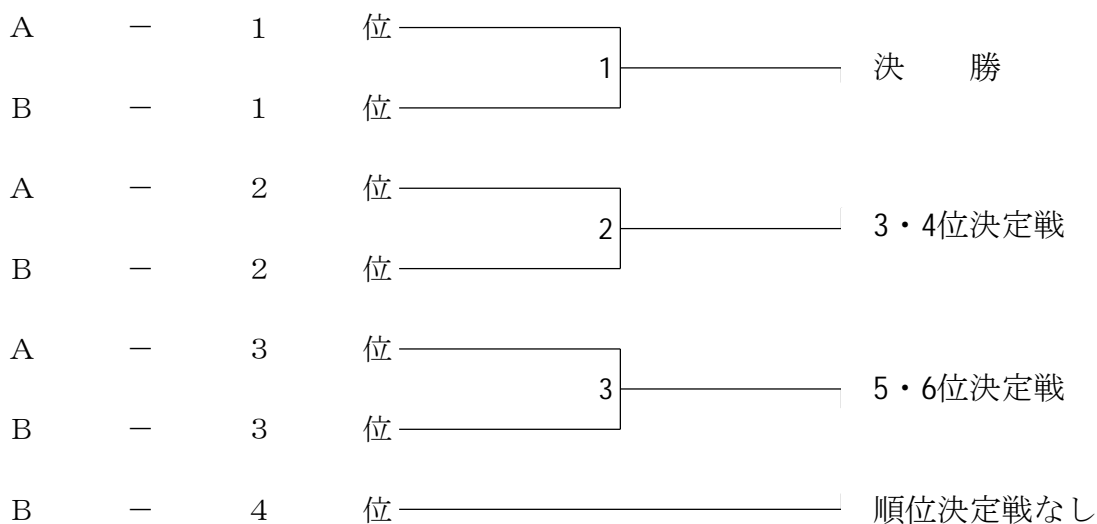 A － 1 位
1 決 勝
B － 1 位
A － 2 位
2 3・4位決定戦
B － 2 位
A － 3 位
3 5・6位決定戦
B － 3 位
B － 4 位 順位決定戦なし